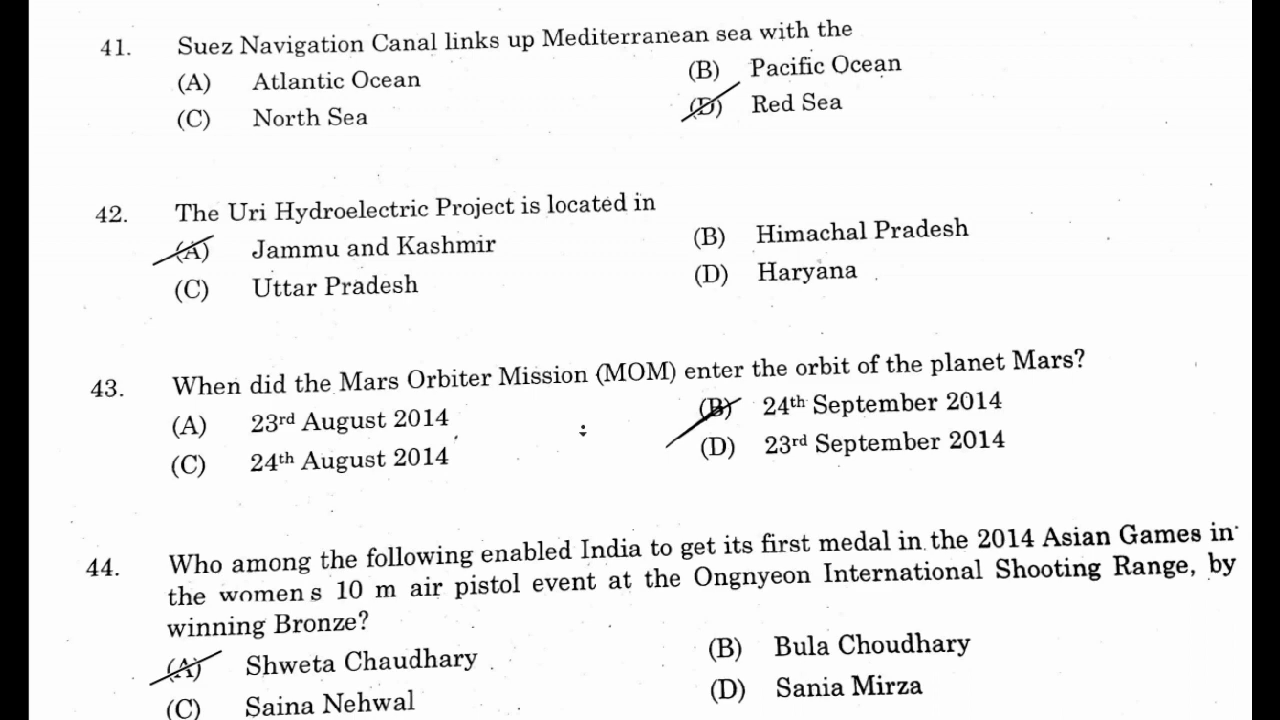 41. Suez Navigation Canal links up Mediterranean sea with the
(A) Atlantic Ocean (B) Pacific Ocean
(C) North Sea (D) Red Sea
42. The Uri Hydroelectric Project is located in
(A) Jammu and Kashmir (B) Himachal Pradesh
(C) Uttar Pradesh (D) Haryana
43. When did the Mars Orbiter Mission (MOM) enter the orbit of the planet Mars?
(A) 23rd August 2014 (B) 24th September 2014
(C) 24th August 2014 (D) 23rd September 2014
44. Who among the following enabled India to get its first medal in the 2014 Asian Games in
the women s 10 m air pistol event at the Ongnyeon International Shooting Range, by
winning Bronze?
(A) Shweta Chaudhary (B) Bula Choudhary
(C) Saina Nehwal (D) Sania Mirza